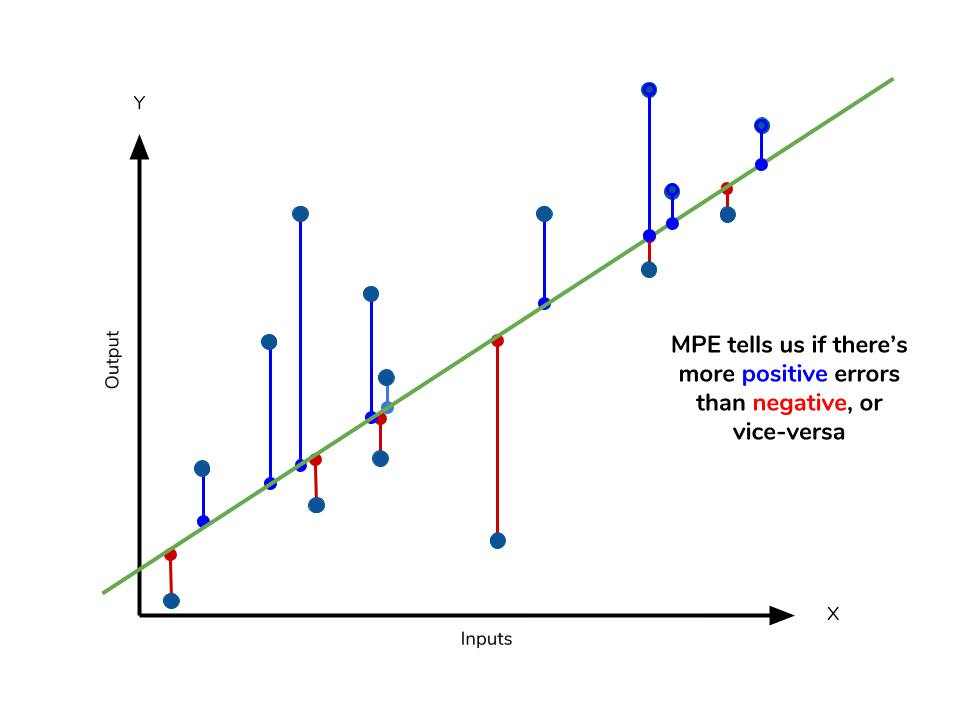 Y
Output
MPE tells us if there's
more positive errors
than negative, or
vice-versa
X
Inputs